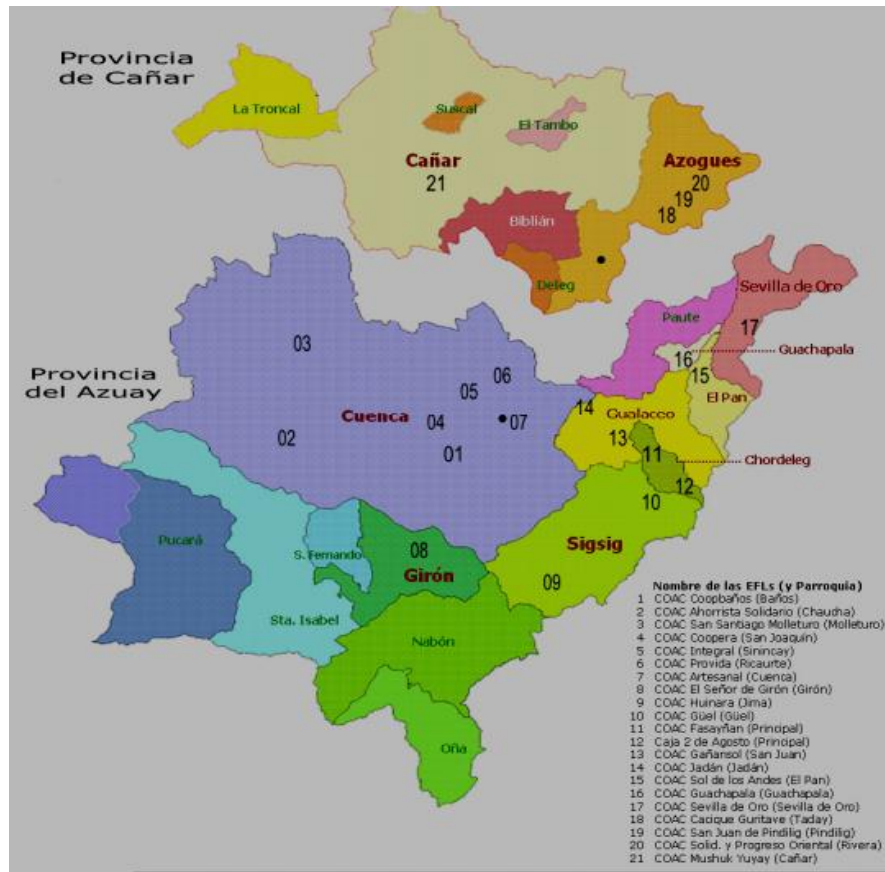 Provincia
de Cañar
La Troncal
Suscal
El Tambo
Cañar
21
Azogues
20
19
18
Biblián
Deleg
Sevilla de Oro
17
Paute
16
Guachapala
15
El Pan
Provincia
del Azuay
03
06
05
Cuenca
04
07
02
01
14
Gualaceo
13
11
Chordeleg
12
10
Sigsig
09
Pucará
S. Fernando
08
Girón
Sta. Isabel
Nabón
Oña
Nombre de las EFLs (y Parroquia)
1 COAC Coopbaños (Baños)
2 COAC Ahorrista Solidario (Chaucha)
3 COAC San Santiago Molleturo (Molleturo)
4 COAC Coopera (San Joaquín)
5 COAC Integral (Sinincay)
6 COAC Provida (Ricaurte)
7 COAC Artesanal (Cuenca)
8 COAC El Señor de Girón (Girón)
9 COAC Huinara (Jima)
10 COAC Güel (Güel)
11 COAC Fasayñan (Principal)
12 Caja 2 de Agosto (Principal)
13 COAC Gañansol (San Juan)
14 COAC Jadán (Jadán)
15 COAC Sol de los Andes (El Pan)
16 COAC Guachapala (Guachapala)
17 COAC Sevilla de Oro (Sevilla de Oro)
18 COAC Cacique Guritave (Taday)
19 COAC San Juan de Pindilig (Pindilig)
20 COAC Solid. y Progreso Oriental (Rivera)
21 COAC Mushuk Yuyay (Cañar)